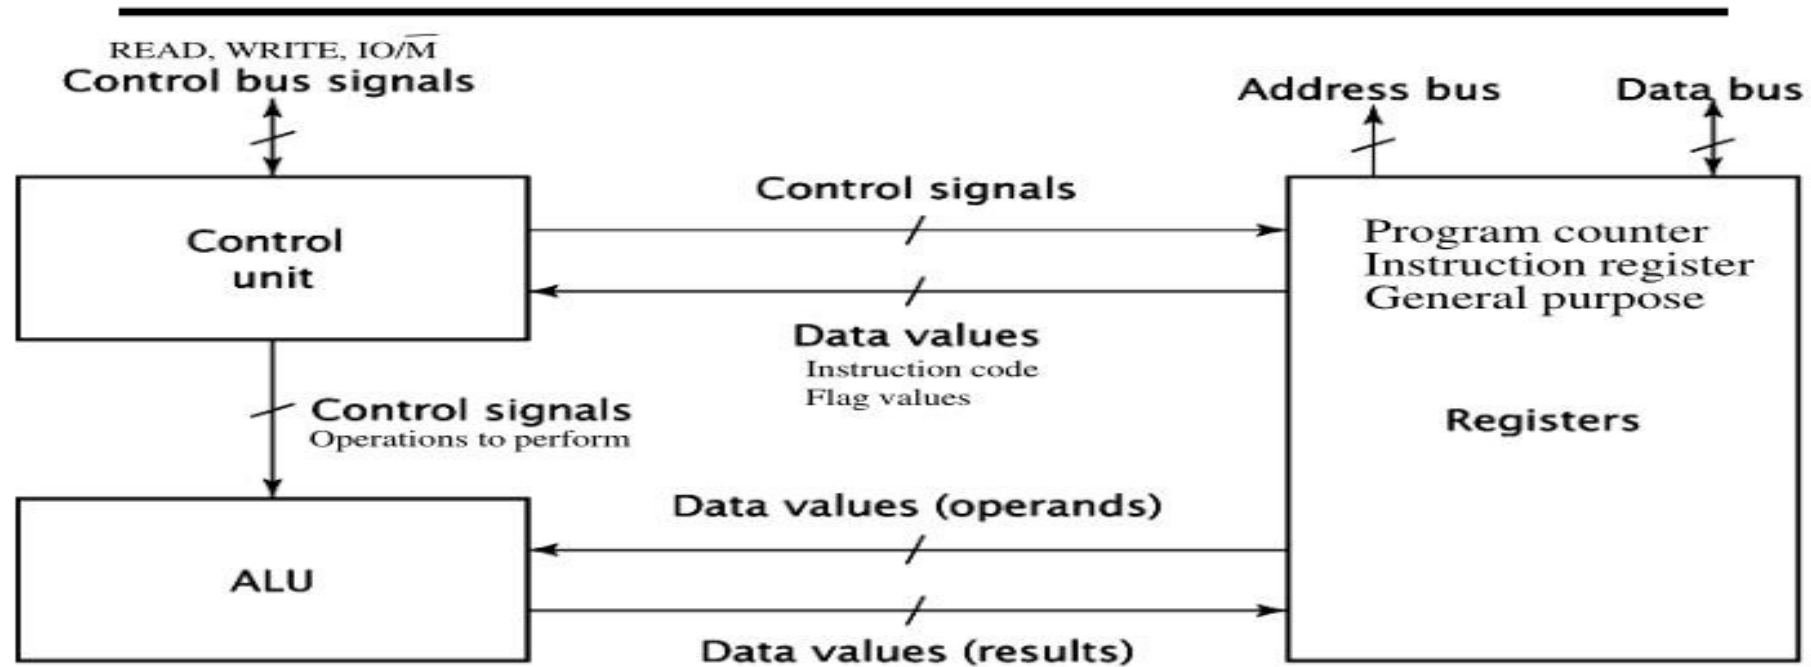 READ, WRITE, IO/M̅
Control bus signals
Address bus
Data bus
Control signals
Control
unit
Program counter
Instruction register
General purpose
Data values
Instruction code
Flag values
Control signals
Operations to perform
Registers
Data values (operands)
ALU
Data values (results)